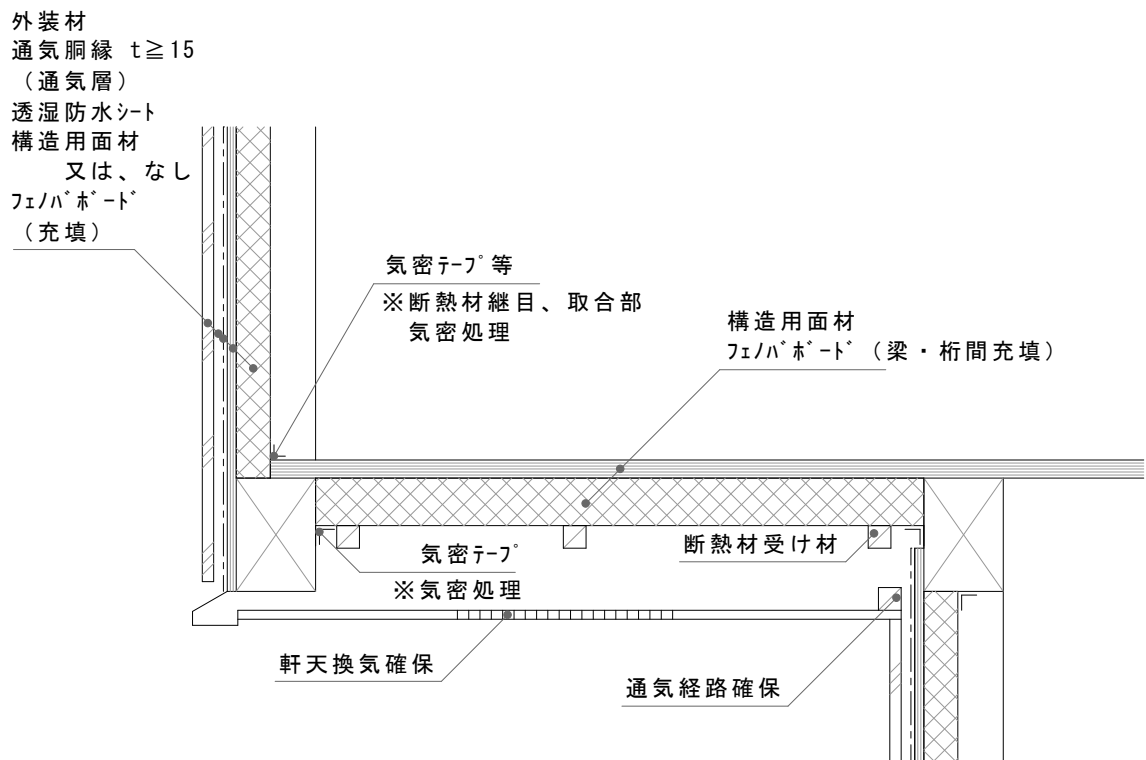 外装材
通気胴縁 t≧15
（通気層）
透湿防水ｼｰﾄ
構造用面材
又は、なし
ﾌｪﾉﾊﾞﾎﾞｰﾄﾞ
（充填）
気密ﾃｰﾌﾟ等
※断熱材継目、取合部
気密処理
構造用面材
ﾌｪﾉﾊﾞﾎﾞｰﾄﾞ（梁・桁間充填）
気密ﾃｰﾌﾟ
※気密処理
断熱材受け材
軒天換気確保
通気経路確保